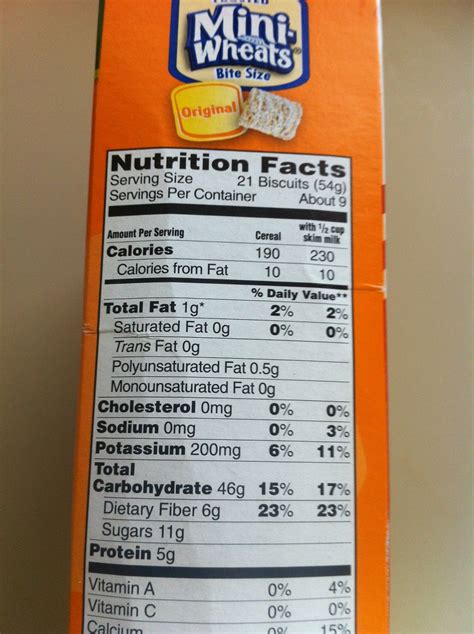 FROSTED
Mini-
Wheats®
Bite Size
Original
Nutrition Facts
Serving Size 21 Biscuits (54g)
Servings Per Container About 9
Amount Per Serving Cereal with 1/2 cup skim milk
Calories 190 230
Calories from Fat 10 10
% Daily Value**
Total Fat 1g* 2% 2%
Saturated Fat 0g 0% 0%
Trans Fat 0g
Polyunsaturated Fat 0.5g
Monounsaturated Fat 0g
Cholesterol 0mg 0% 0%
Sodium 0mg 0% 3%
Potassium 200mg 6% 11%
Total
Carbohydrate 46g 15% 17%
Dietary Fiber 6g 23% 23%
Sugars 11g
Protein 5g
Vitamin A 0% 4%
Vitamin C 0% 0%
Calcium 0% 15%